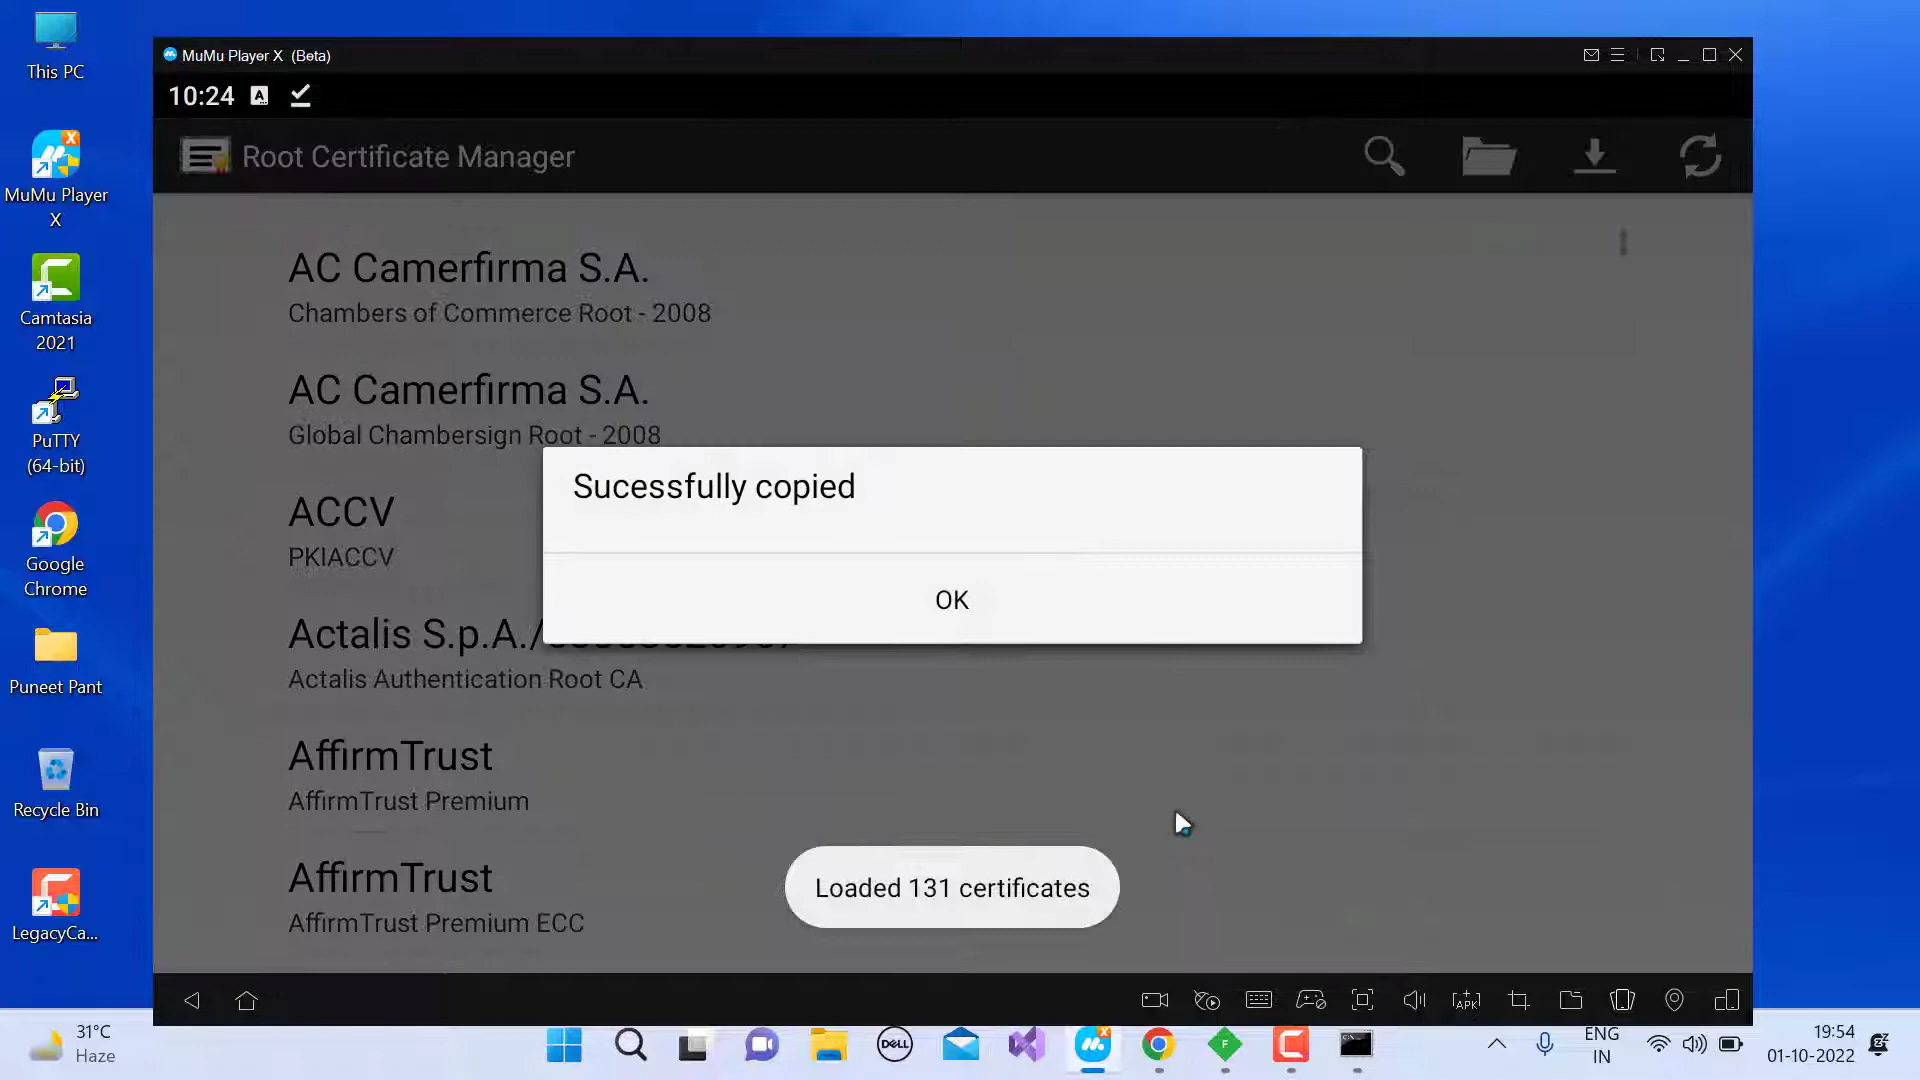 This PC
MuMu Player X
Camtasia 2021
PuTTY (64-bit)
Google Chrome
Puneet Pant
Recycle Bin
LegacyCa...
MuMu Player X (Beta)
10:24
Root Certificate Manager
AC Camerfirma S.A.
Chambers of Commerce Root - 2008
AC Camerfirma S.A.
Global Chambersign Root - 2008
ACCV
PKIACCV
Sucessfully copied
OK
Actalis S.p.A./
Actalis Authentication Root CA
AffirmTrust
AffirmTrust Premium
AffirmTrust
AffirmTrust Premium ECC
Loaded 131 certificates
APK
31°C
Haze
DELL
ENG
IN
19:54
01-10-2022